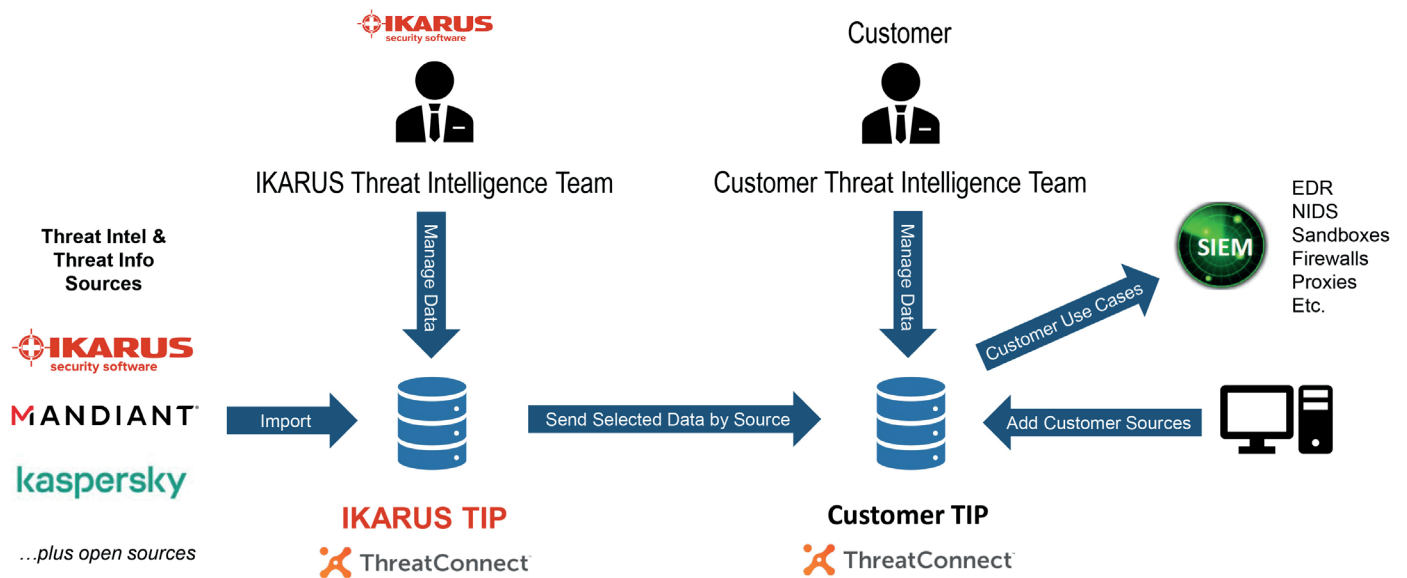 IKARUS
security software
IKARUS Threat Intelligence Team
Customer
Customer Threat Intelligence Team
Manage Data
Manage Data
Threat Intel &
Threat Info
Sources
IKARUS
security software
MANDIANT®
kaspersky
...plus open sources
Import
IKARUS TIP
ThreatConnect™
Send Selected Data by Source
Customer TIP
ThreatConnect™
Customer Use Cases
SIEM
EDR
NIDS
Sandboxes
Firewalls
Proxies
Etc.
Add Customer Sources